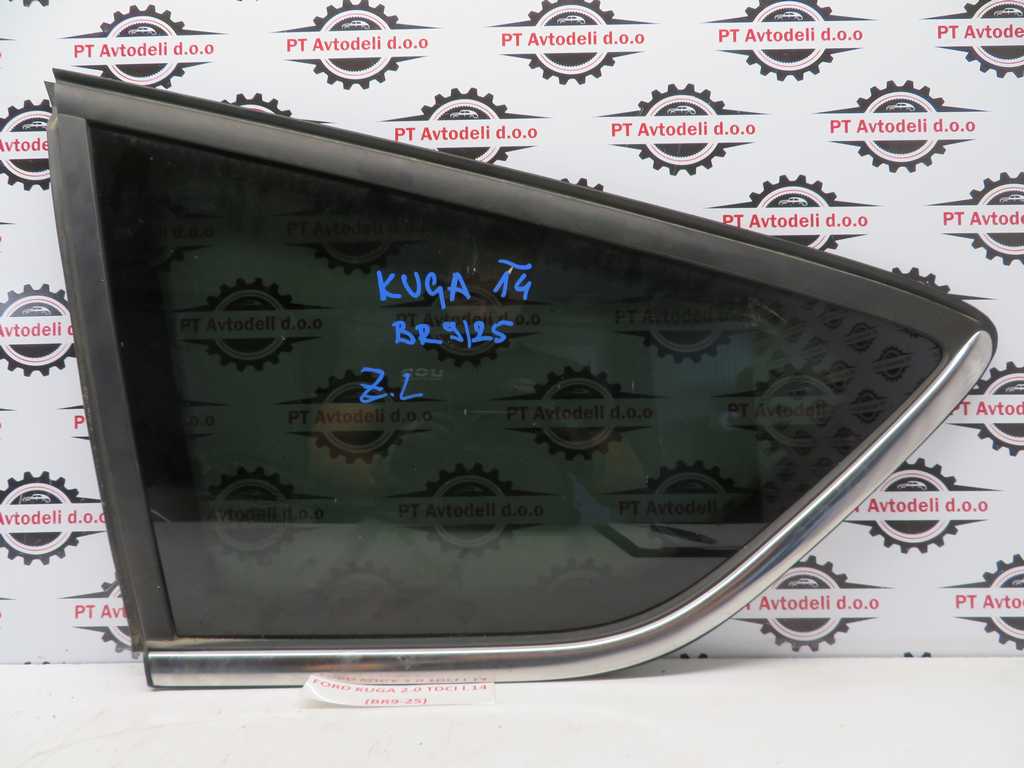 PT Avtodeli d.o.o
KUGA 14
BR 9/25
Z.L
FORD KUGA 2.0 TDCI l.14
(BR9-25)